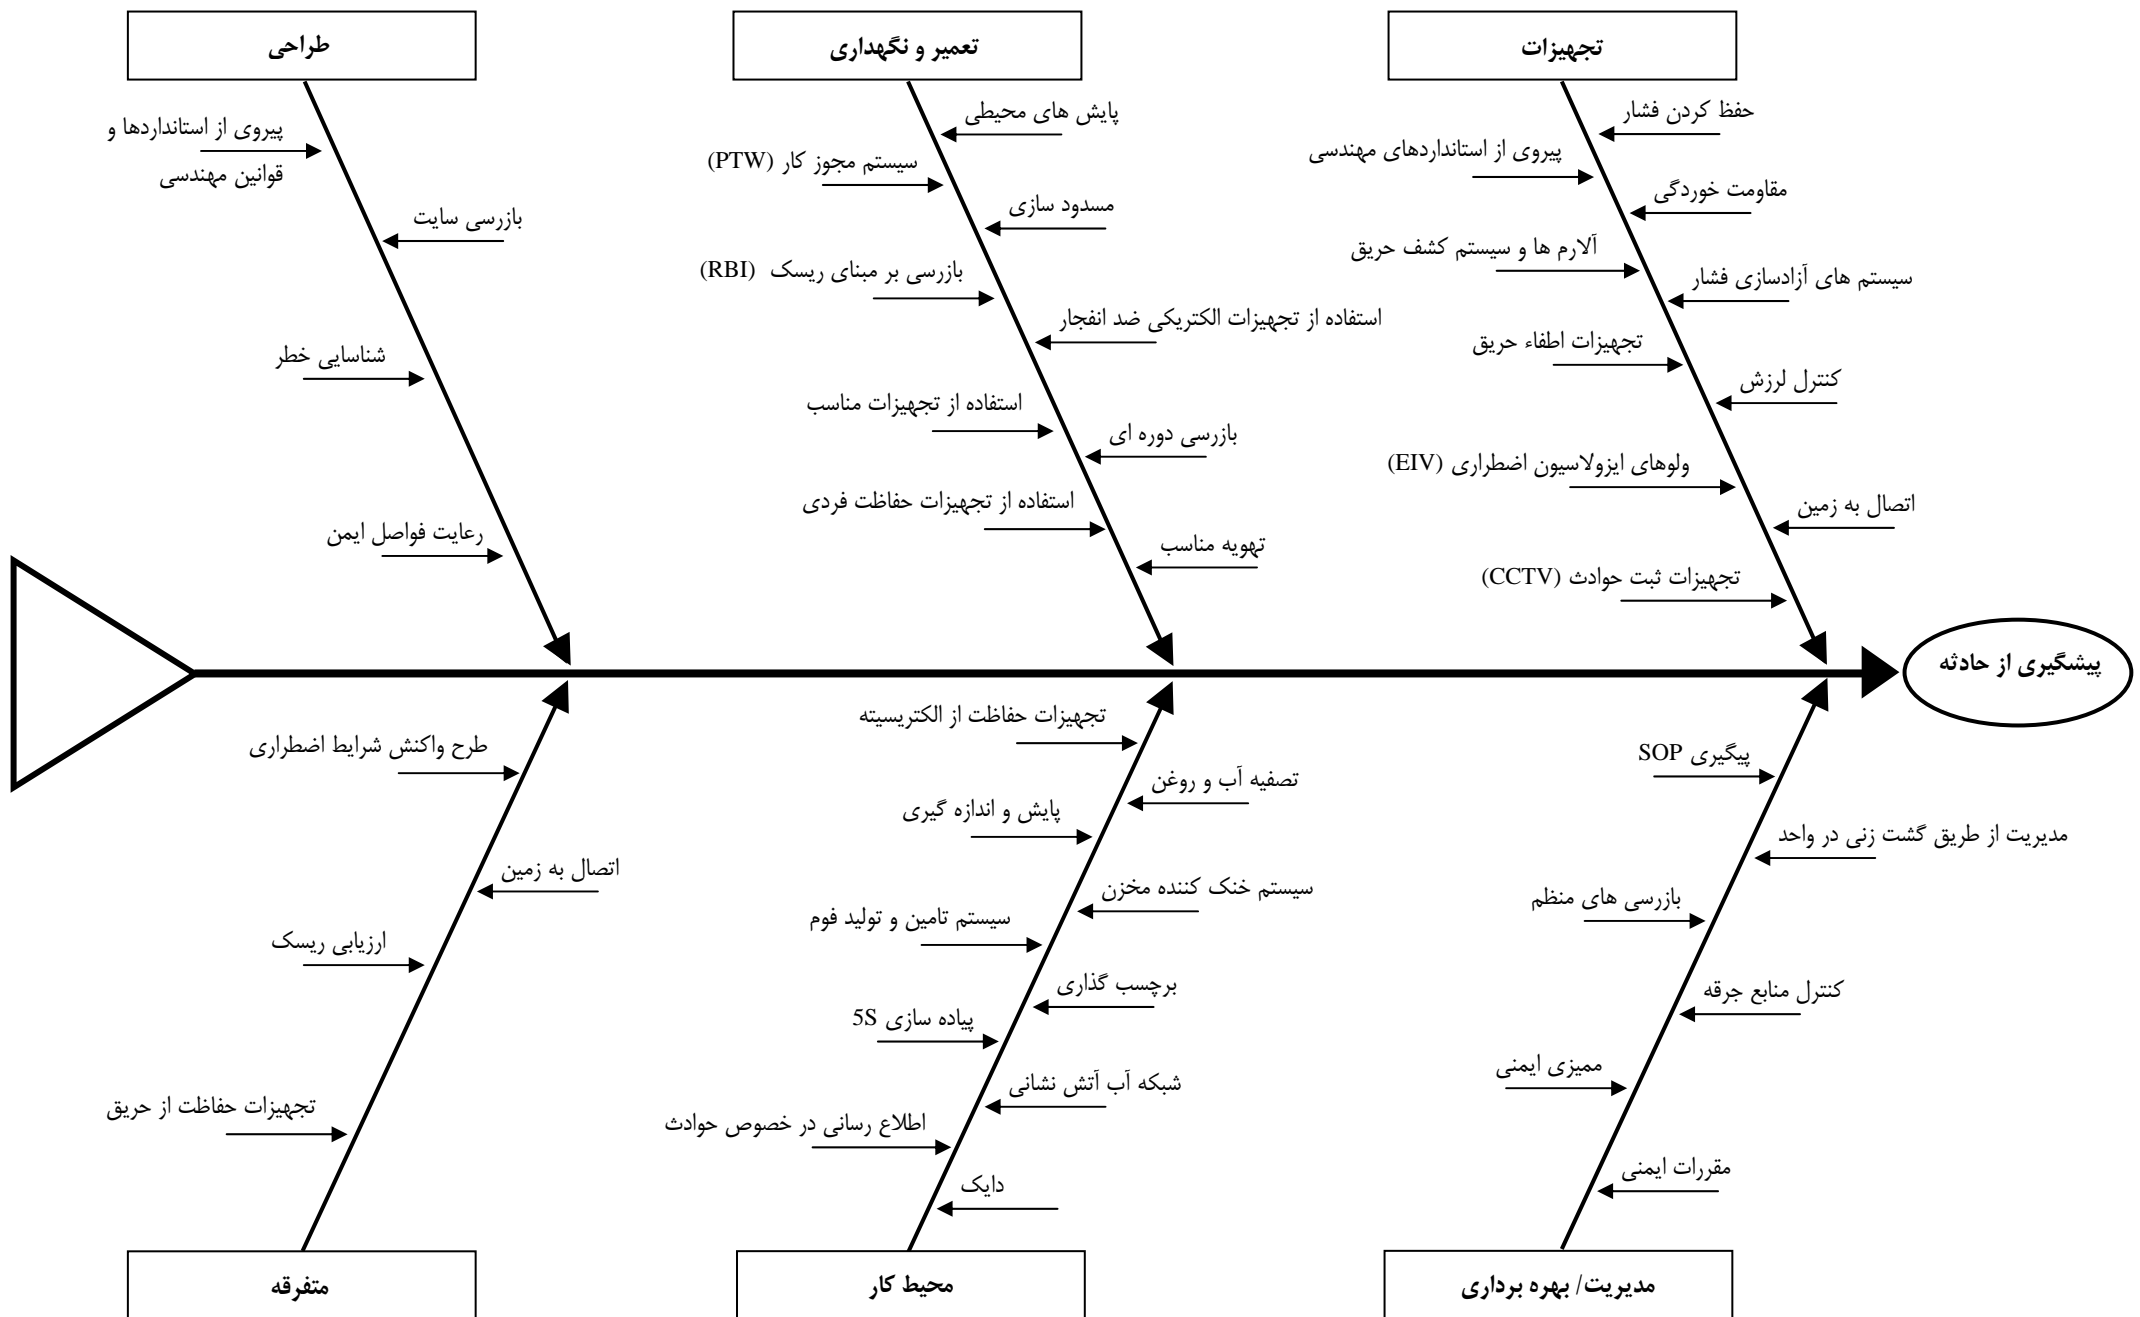 تجهیزات
تعمیر و نگهداری
طراحی
حفظ کردن فشار
پیروی از استانداردهای مهندسی
مقاومت خوردگی
آلارم ها و سیستم کشف حریق
سیستم های آزادسازی فشار
تجهیزات اطفاء حریق
کنترل لرزش
ولوهای ایزولاسیون اضطراری (EIV)
اتصال به زمین
تجهیزات ثبت حوادث (CCTV)
پایش های محیطی
سیستم مجوز کار (PTW)
مسدود سازی
بازرسی بر مبنای ریسک (RBI)
استفاده از تجهیزات الکتریکی ضد انفجار
استفاده از تجهیزات مناسب
بازرسی دوره ای
استفاده از تجهیزات حفاظت فردی
تهویه مناسب
پیروی از استانداردها و
قوانین مهندسی
بازرسی سایت
شناسایی خطر
رعایت فواصل ایمن
پیشگیری از حادثه
پیگیری SOP
مدیریت از طریق گشت زنی در واحد
بازرسی های منظم
کنترل منابع جرقه
ممیزی ایمنی
مقررات ایمنی
تجهیزات حفاظت از الکتریسیته
تصفیه آب و روغن
پایش و اندازه گیری
سیستم خنک کننده مخزن
سیستم تامین و تولید فوم
برچسب گذاری
پیاده سازی 5S
شبکه آب آتش نشانی
اطلاع رسانی در خصوص حوادث
دایک
طرح واکنش شرایط اضطراری
اتصال به زمین
ارزیابی ریسک
تجهیزات حفاظت از حریق
مدیریت/ بهره برداری
محیط کار
متفرقه